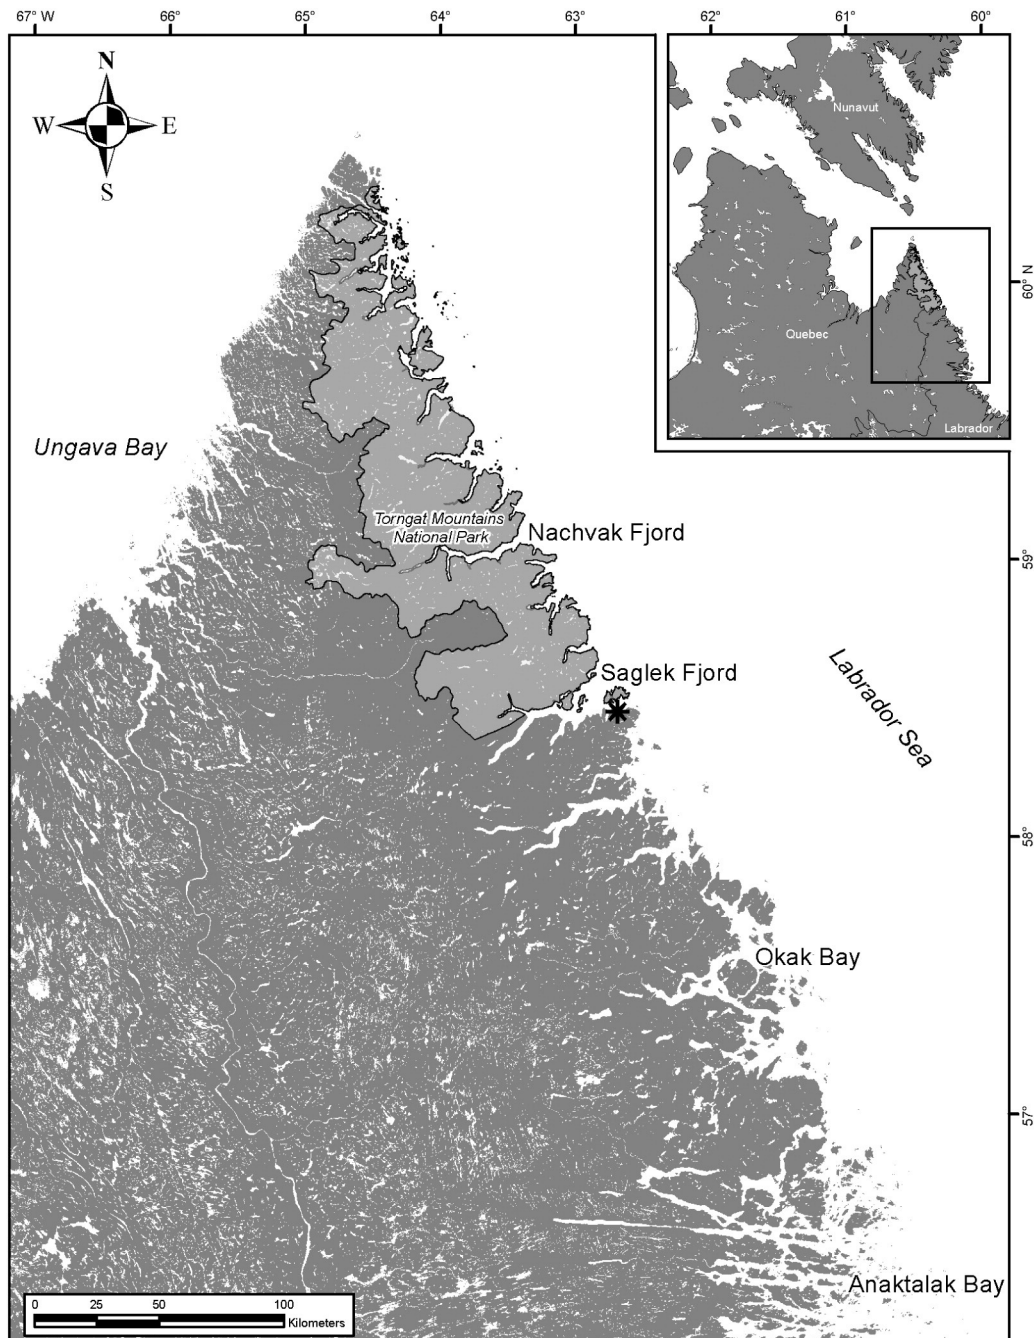 67° W
66°
65°
64°
63°
62°
61°
60°
N
W
E
S
Nunavut
Quebec
Labrador
60° N
Ungava Bay
Torngat Mountains
National Park
Nachvak Fjord
59°
Saglek Fjord
Labrador Sea
58°
Okak Bay
57°
Anaktalak Bay
0 25 50 100
Kilometers